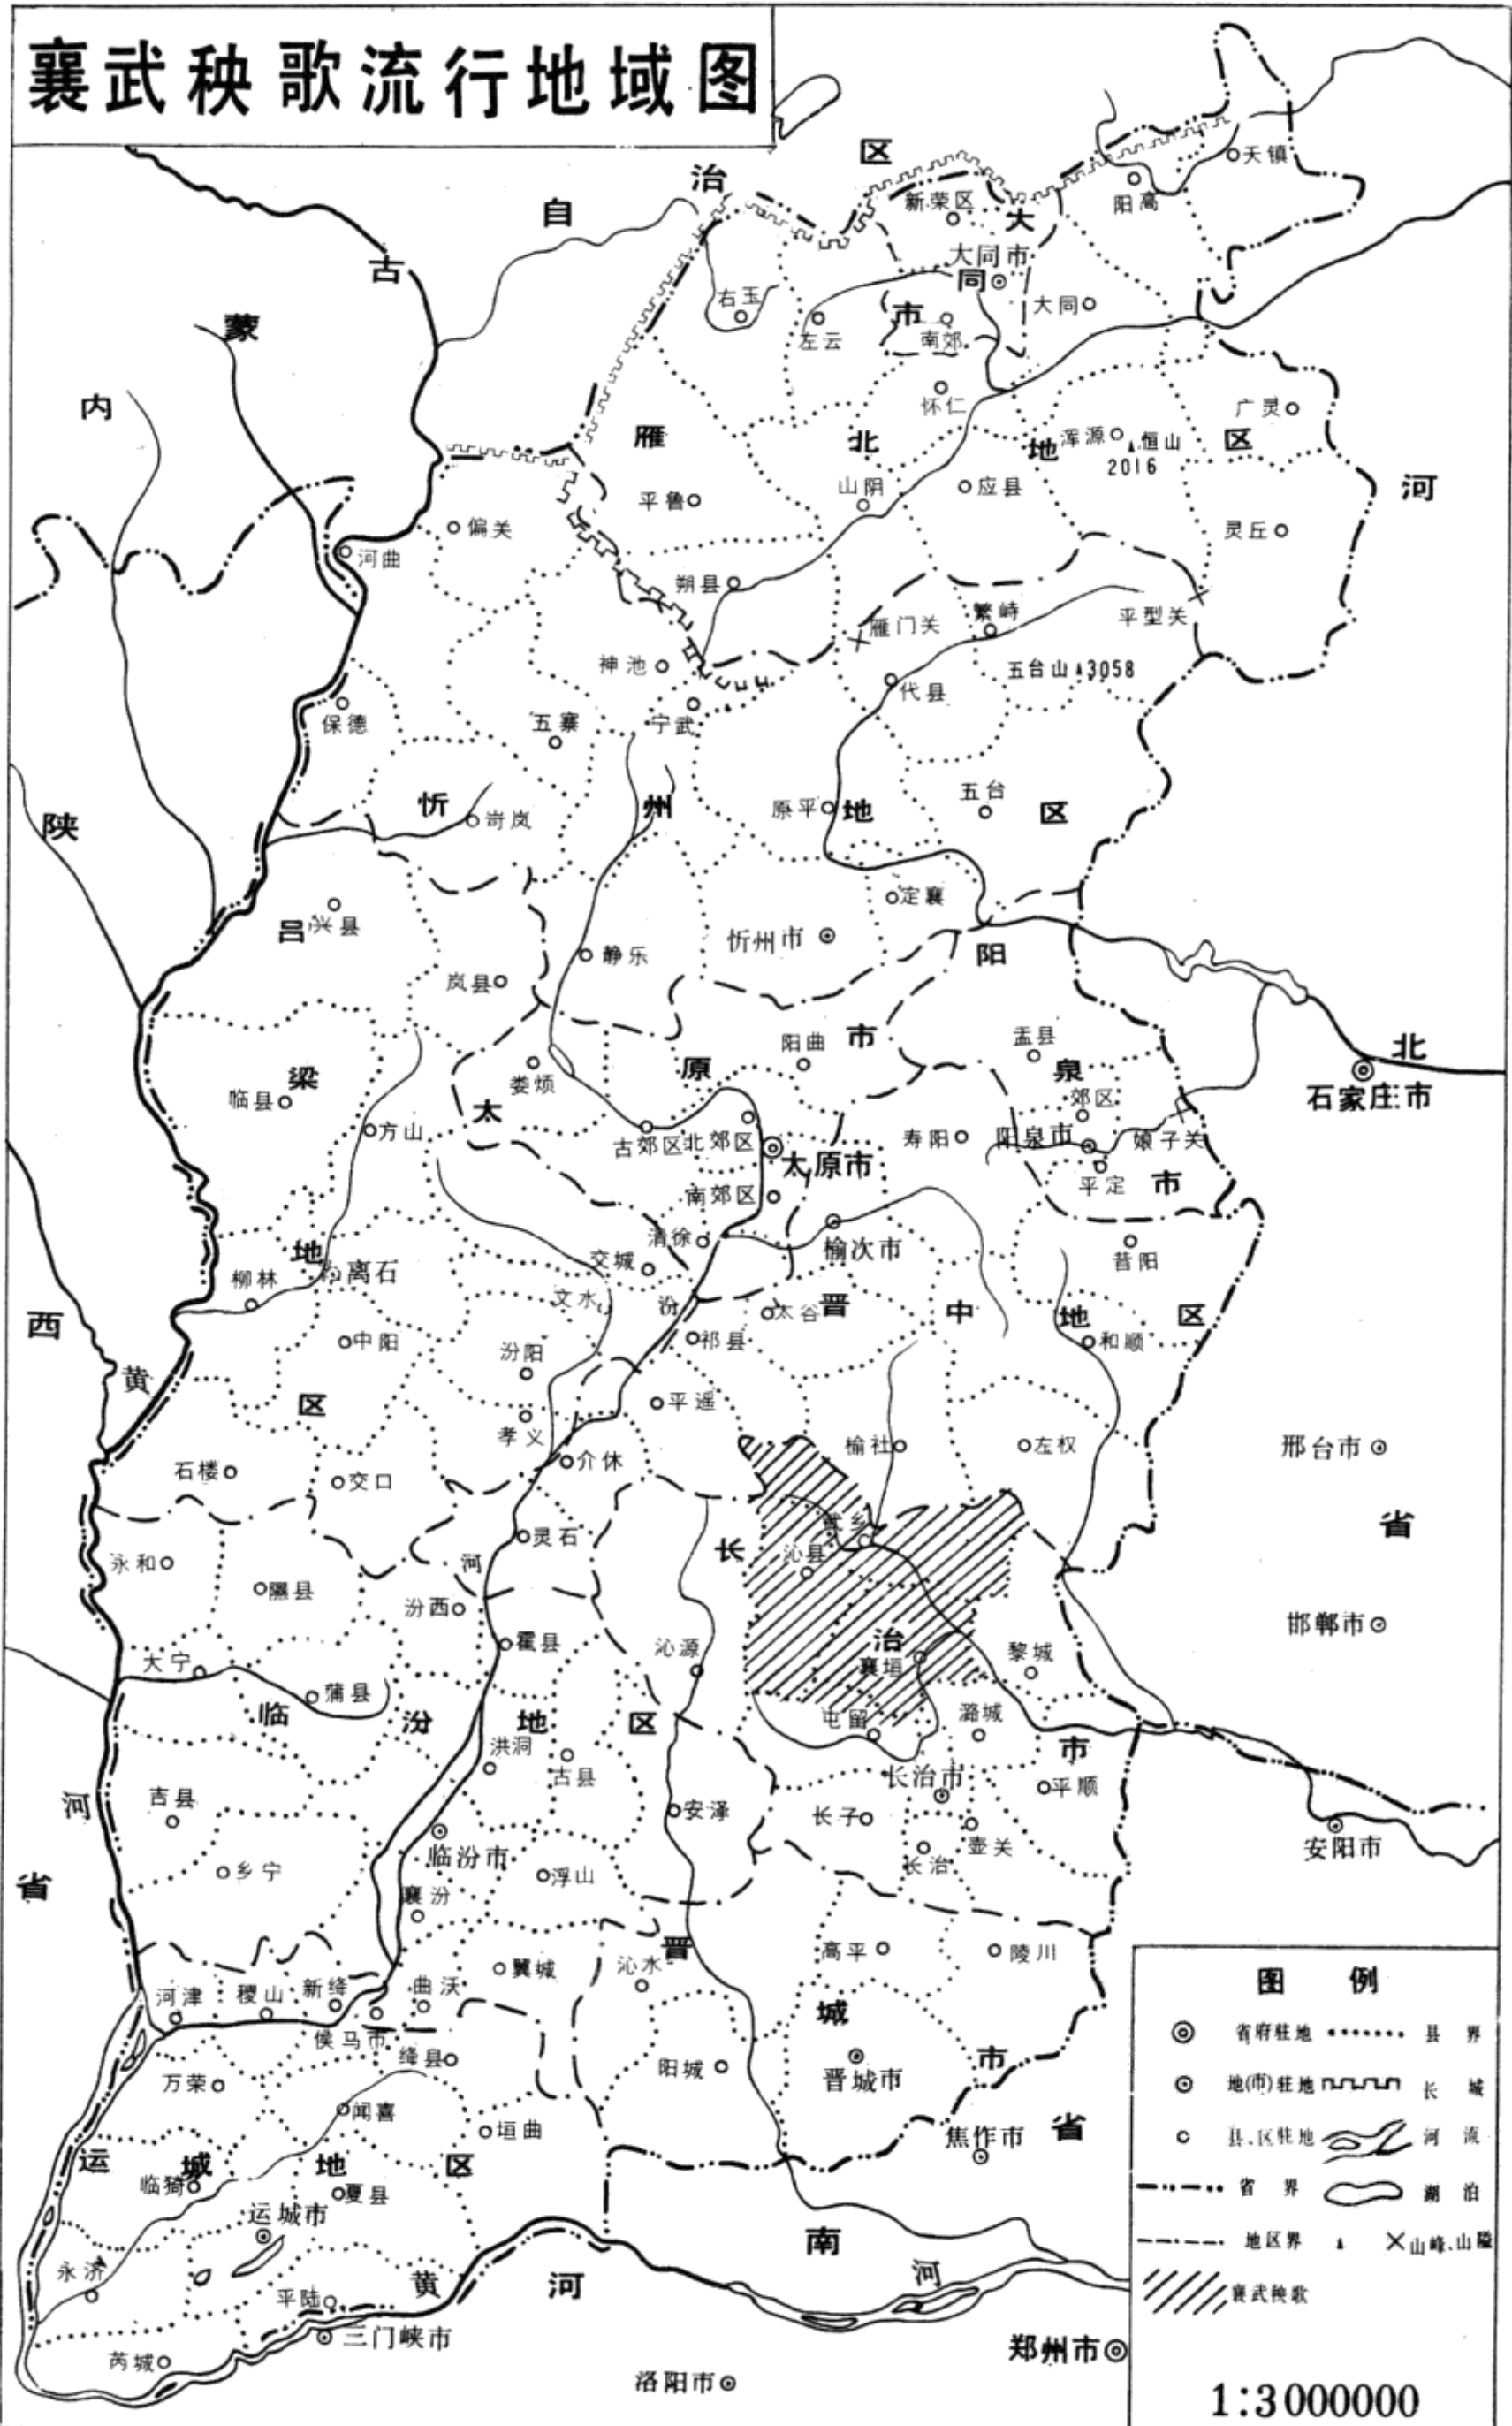 襄武秧歌流行地域图
内
蒙
古
自
治
区
天镇
阳高
新荣区
大
大同市
同
市
南郊
大同
右玉
左云
怀仁
广灵
浑源
恒山
2016
雁
北
地
区
河
平鲁
山阴
应县
灵丘
偏关
河曲
朔县
雁门关
繁峙
平型关
神池
代县
五台山
3058
保德
五寨
宁武
陕
忻
岢岚
州
原平
地
五台
区
定襄
吕
兴县
忻州市
静乐
阳
岚县
阳曲
市
盂县
北
石家庄市
原
泉
梁
临县
娄烦
太
郊区
方山
古郊区
北郊区
太原市
寿阳
阳泉市
娘子关
平定
市
南郊区
清徐
榆次市
地
离石
交城
昔阳
柳林
文水
汾
太谷
晋
中
地
区
西
中阳
祁县
和顺
汾阳
黄
区
平遥
孝义
榆社
左权
邢台市
石楼
交口
介休
省
武乡
长
沁县
灵石
永和
河
隰县
汾西
邯郸市
霍县
沁源
治
襄垣
黎城
大宁
蒲县
临
汾
地
区
屯留
潞城
洪洞
古县
市
长治市
平顺
吉县
河
安泽
长子
壶关
安阳市
临汾市
长治
乡宁
浮山
省
襄汾
晋
高平
陵川
翼城
沁水
河津
稷山
新绛
曲沃
城
侯马市
绛县
阳城
晋城市
市
万荣
闻喜
垣曲
焦作市
省
运
城
地
区
临猗
夏县
运城市
南
永济
平陆
黄
河
河
三门峡市
芮城
洛阳市
郑州市
图 例
省府驻地
县 界
地(市)驻地
长 城
县、区驻地
河 流
省 界
湖 泊
地区界
山峰、山隘
襄武秧歌
1:3000000